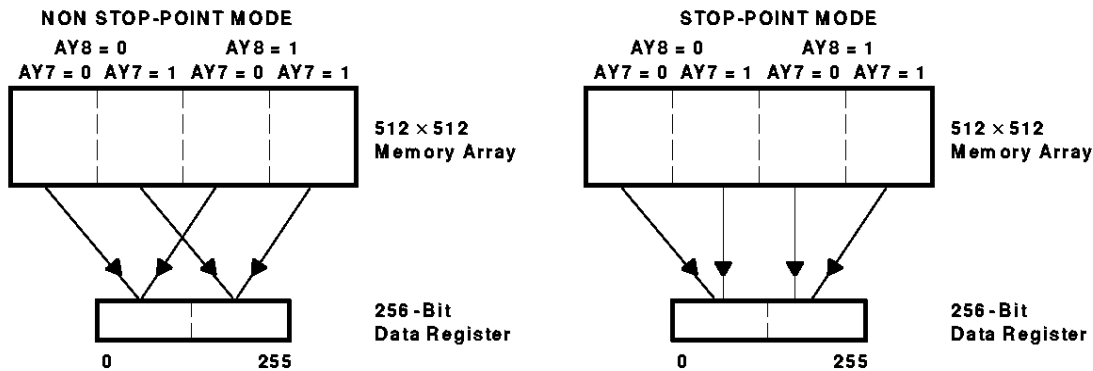 NON STOP-POINT MODE
AY8 = 0 AY8 = 1
AY7 = 0 AY7 = 1 AY7 = 0 AY7 = 1
512 × 512
Memory Array
256-Bit
Data Register
0 255
STOP-POINT MODE
AY8 = 0 AY8 = 1
AY7 = 0 AY7 = 1 AY7 = 0 AY7 = 1
512 × 512
Memory Array
256-Bit
Data Register
0 255